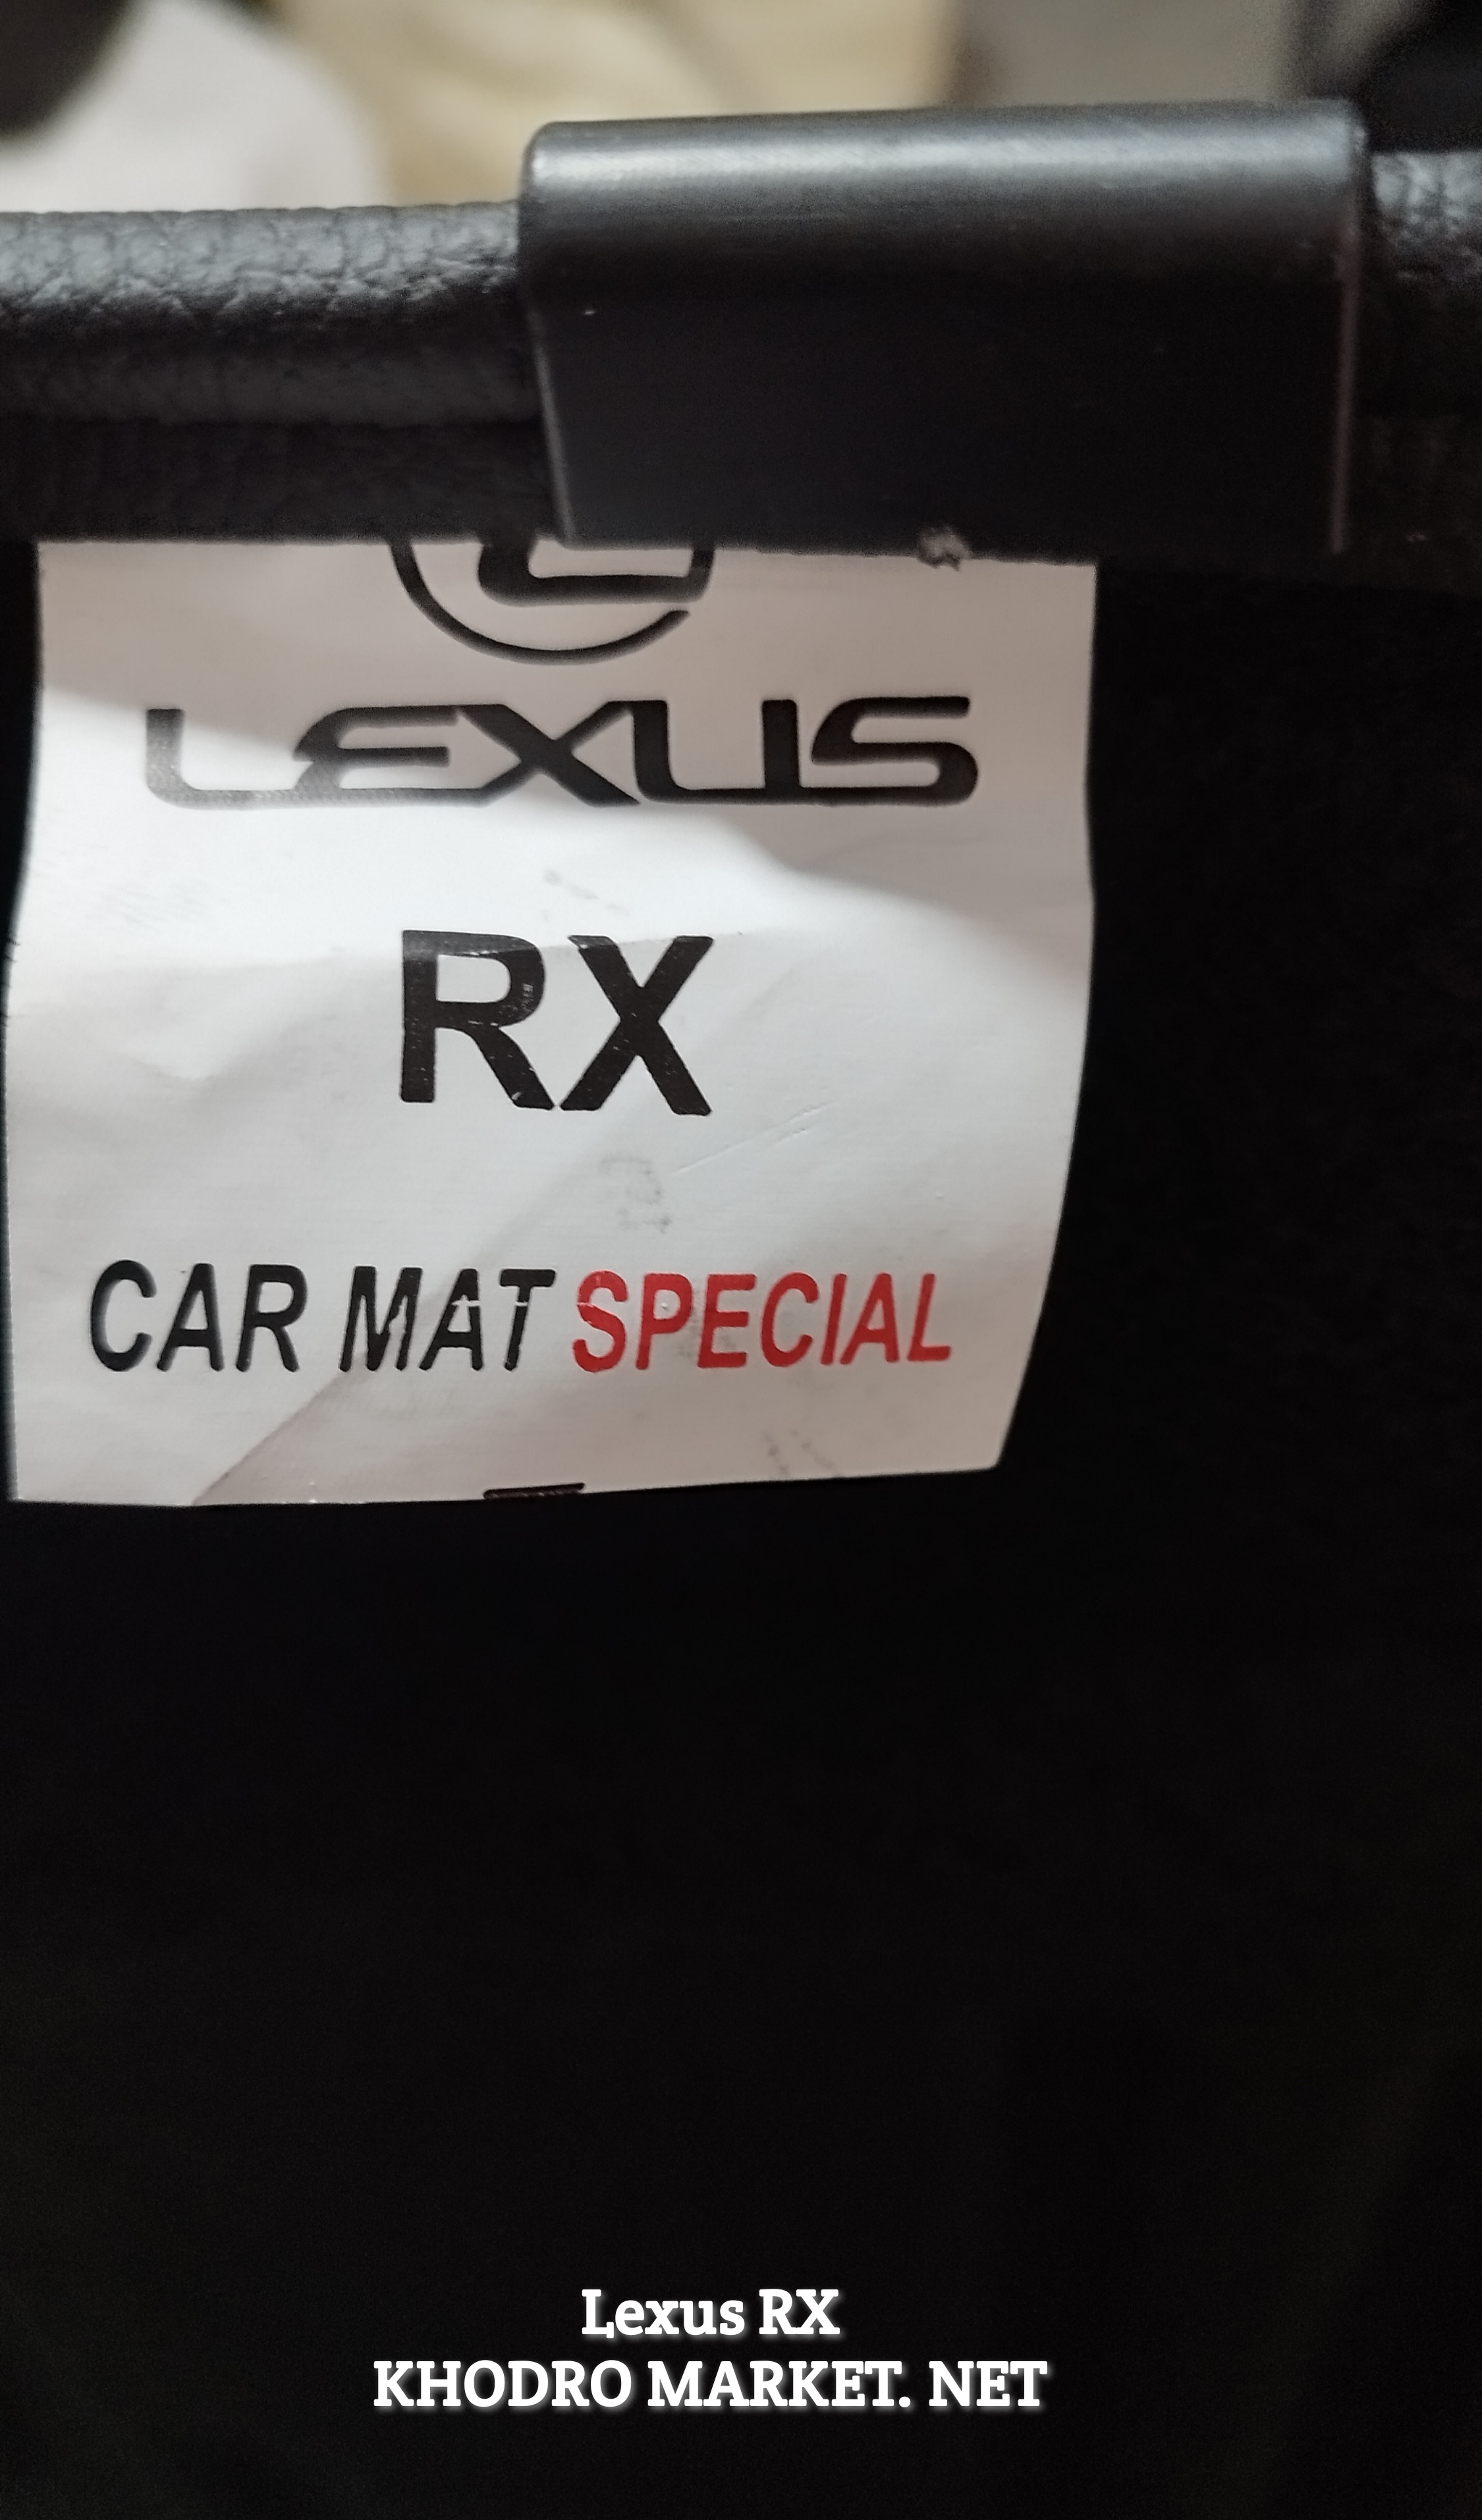 LEXUS
RX
CAR MAT SPECIAL
Lexus RX
KHODRO MARKET. NET